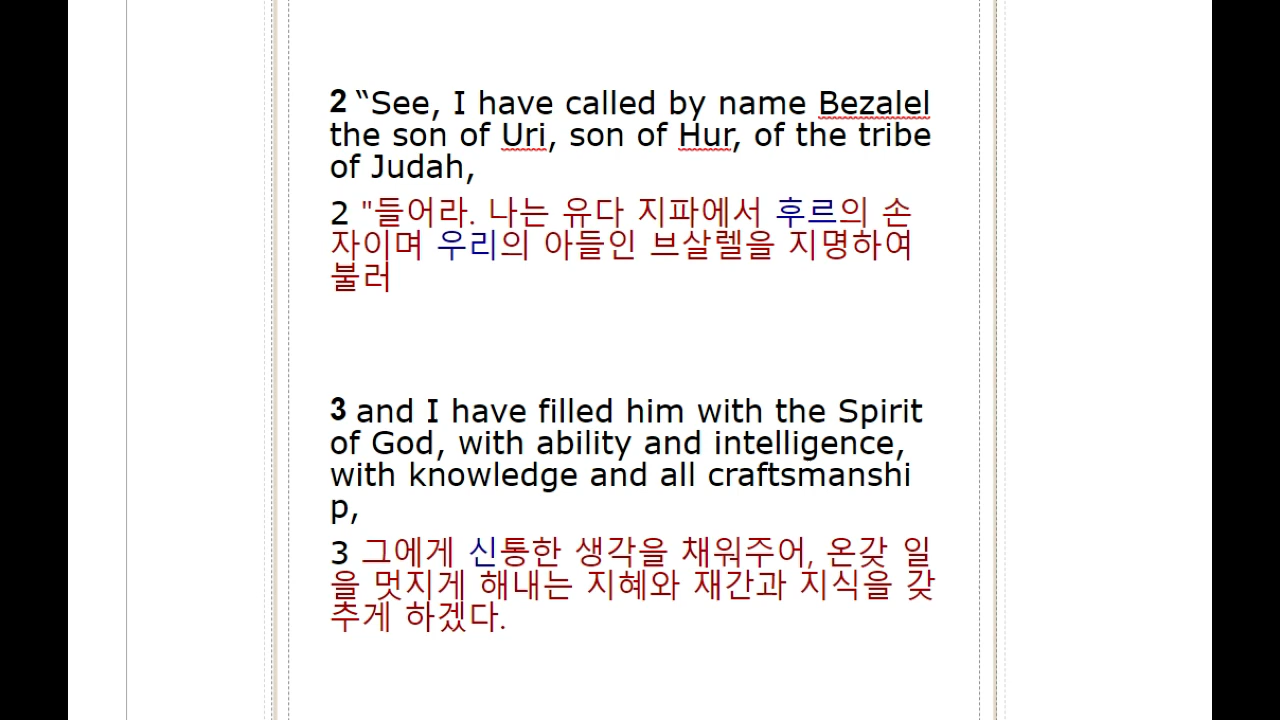 2 “See, I have called by name Bezalel
the son of Uri, son of Hur, of the tribe
of Judah,
2 "들어라. 나는 유다 지파에서 후르의 손
자이며 우리의 아들인 브살렐을 지명하여
불러
3 and I have filled him with the Spirit
of God, with ability and intelligence,
with knowledge and all craftsmanshi
p,
3 그에게 신통한 생각을 채워주어, 온갖 일
을 멋지게 해내는 지혜와 재간과 지식을 갖
추게 하겠다.